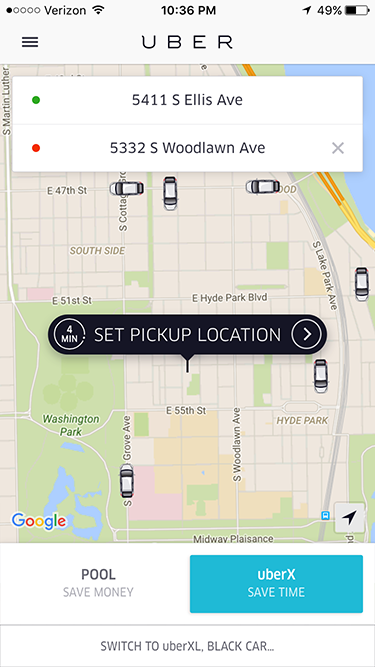 Verizon 10:36 PM 49%
UBER
5411 S Ellis Ave
5332 S Woodlawn Ave
S Martin Luther
E 47th St
S Cottage Grove Ave
OOD
SOUTH SIDE
S Lake Park Ave
E 51st St
E Hyde Park Blvd
4 MIN SET PICKUP LOCATION
E 55th St
HYDE PARK
Washington
Park
S Woodlawn Ave
Google
Midway Plaisance
POOL
SAVE MONEY
uberX
SAVE TIME
SWITCH TO uberXL, BLACK CAR...